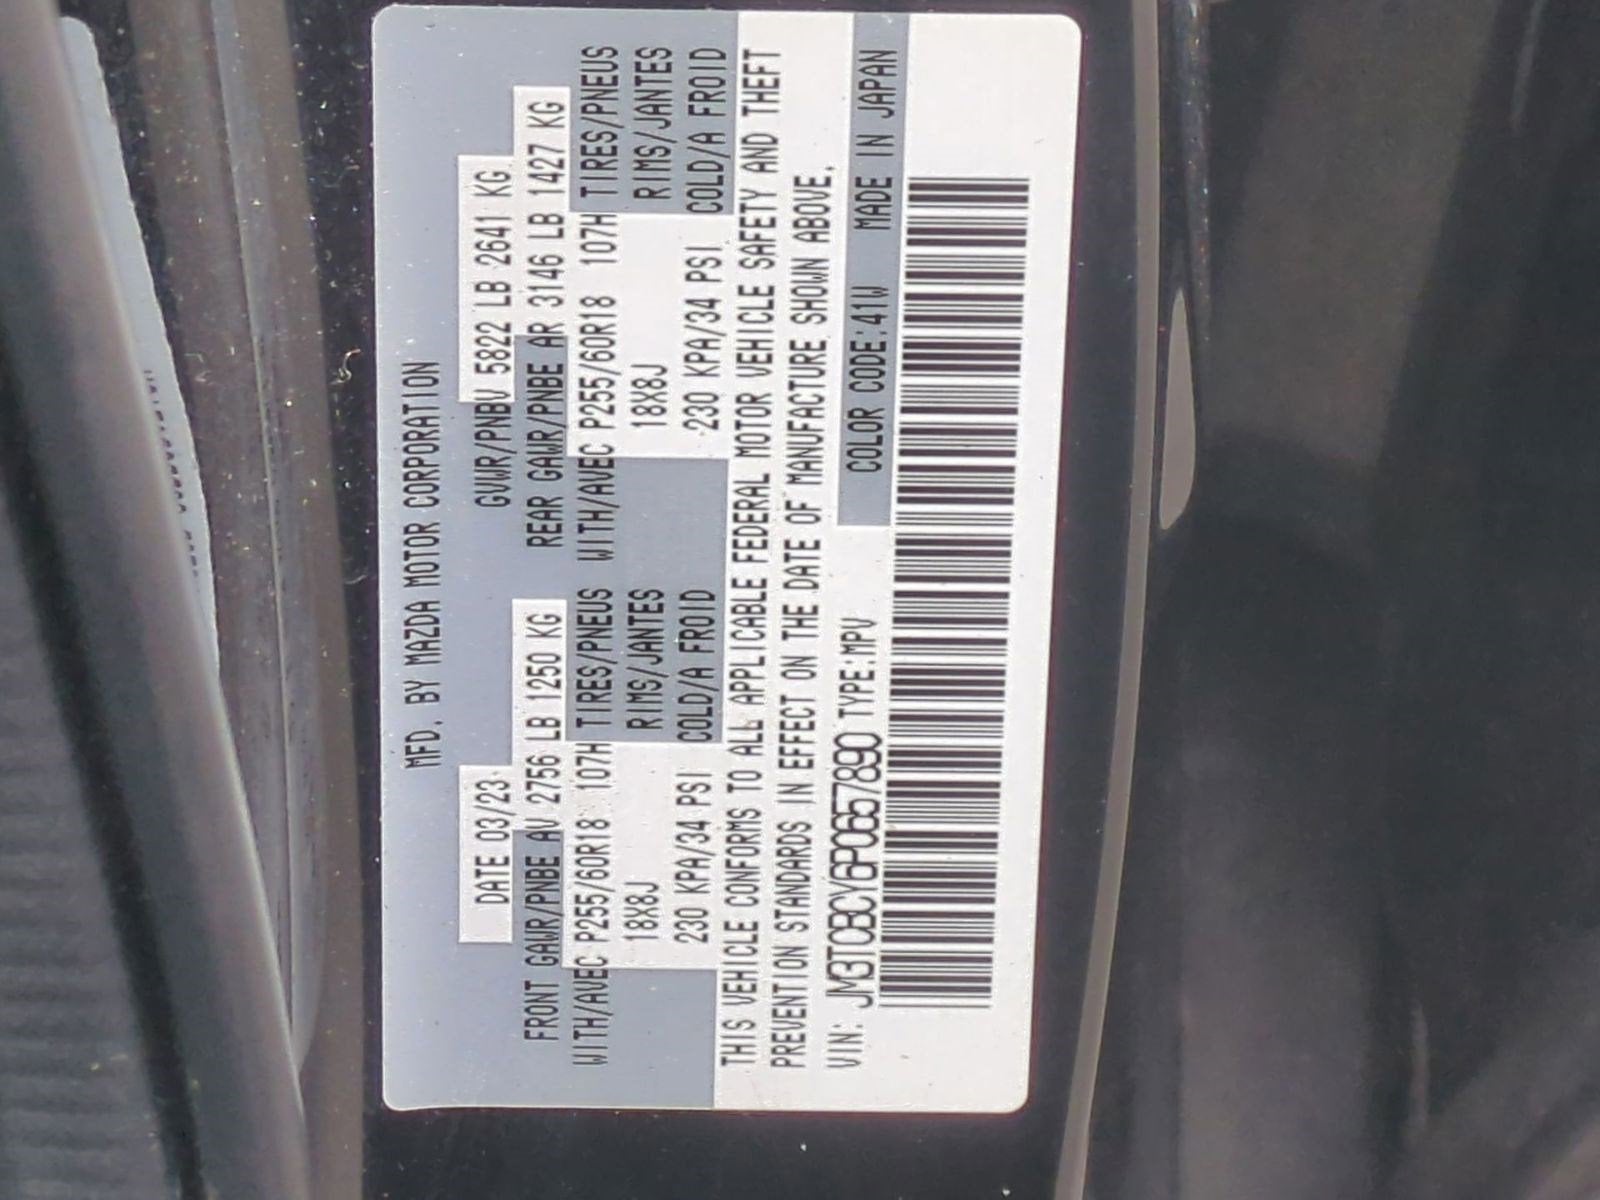 MFD. BY MAZDA MOTOR CORPORATION
DATE 03/23 GVWR/PNBV 5822 LB 2641 KG
FRONT GAWR/PNBE AV 2756 LB 1250 KG REAR GAWR/PNBE AR 3146 LB 1427 KG
WITH/AVEC P255/60R18 107H TIRES/PNEUS WITH/AVEC P255/60R18 107H TIRES/PNEUS
18X8J RIMS/JANTES 18X8J RIMS/JANTES
230 KPA/34 PSI COLD/A FROID 230 KPA/34 PSI COLD/A FROID
THIS VEHICLE CONFORMS TO ALL APPLICABLE FEDERAL MOTOR VEHICLE SAFETY AND THEFT
PREVENTION STANDARDS IN EFFECT ON THE DATE OF MANUFACTURE SHOWN ABOVE.
VIN: JM3T0BCY6P0657890 TYPE:MPV COLOR CODE:41W MADE IN JAPAN